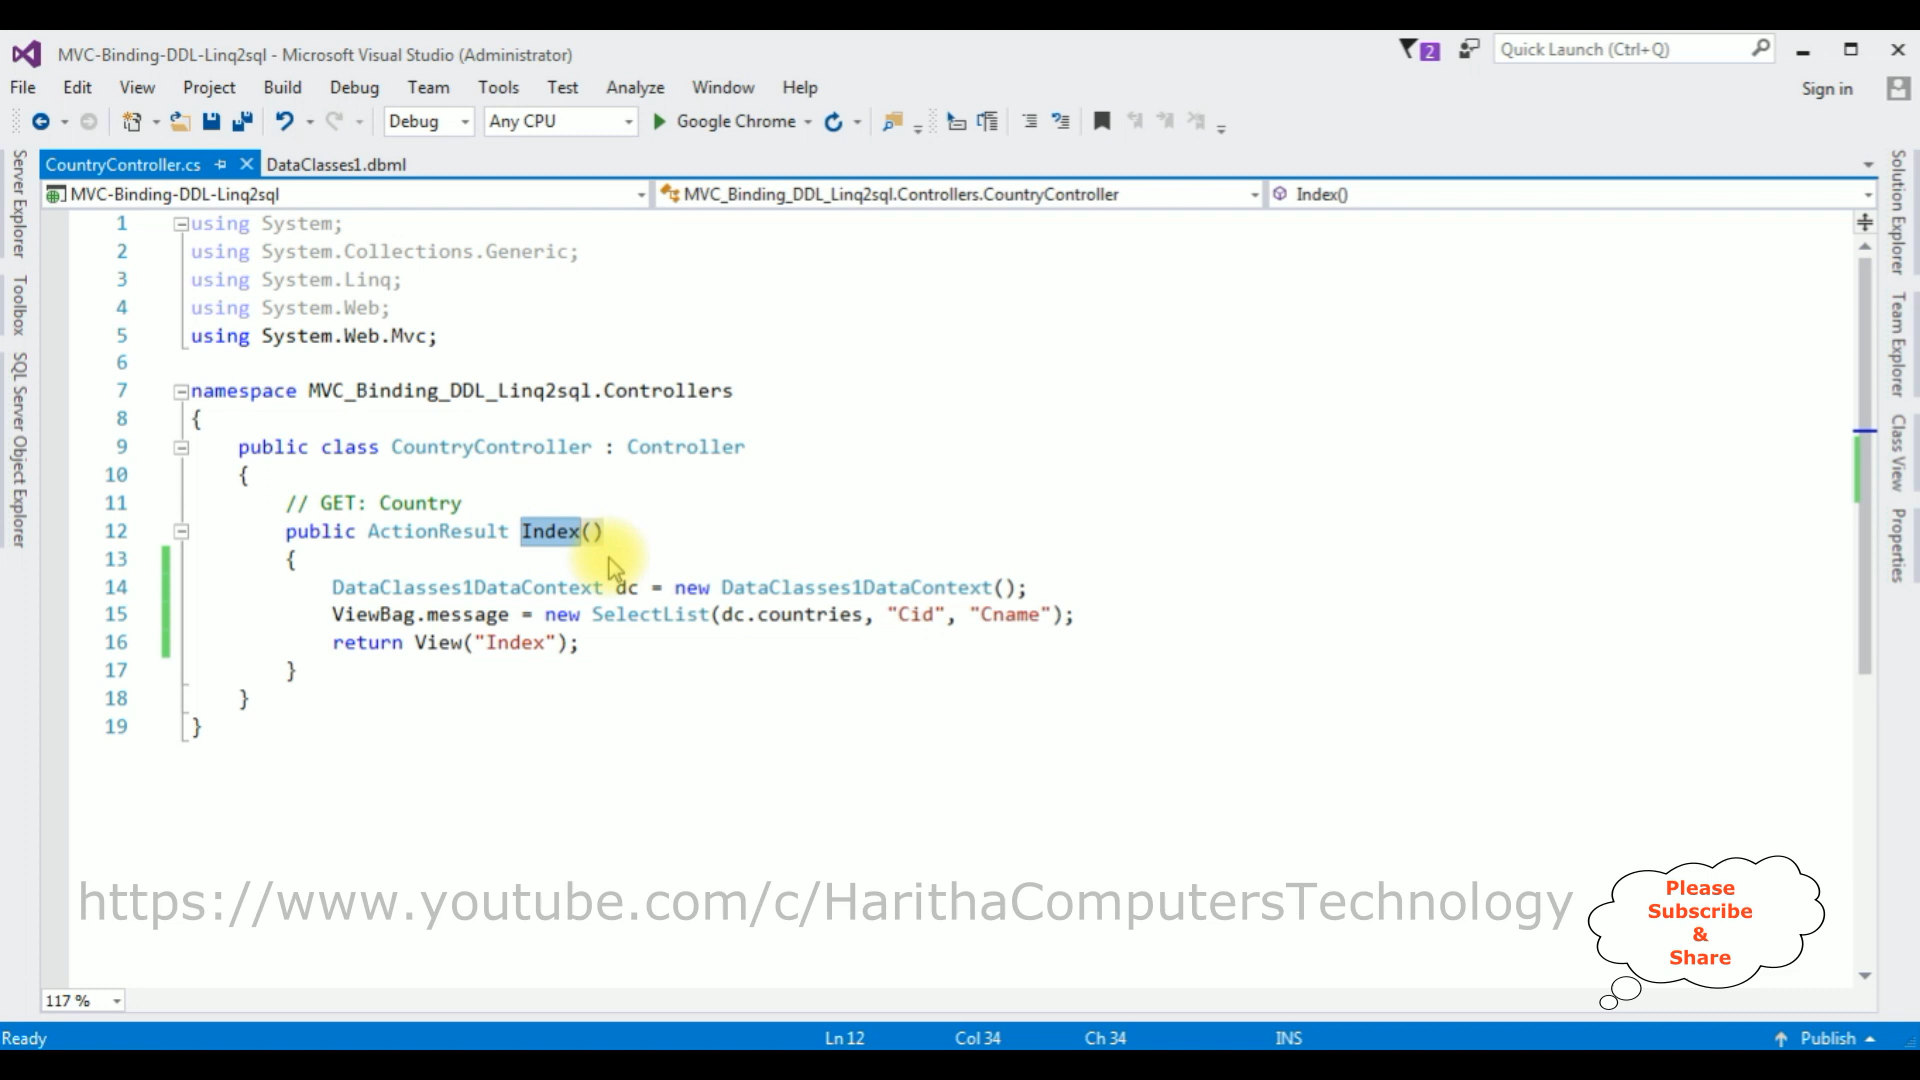 MVC-Binding-DDL-Linq2sql - Microsoft Visual Studio (Administrator)
2
Quick Launch (Ctrl+Q)
File Edit View Project Build Debug Team Tools Test Analyze Window Help
Sign in
Debug
Any CPU
Google Chrome
CountryController.cs
DataClasses1.dbml
MVC-Binding-DDL-Linq2sql
MVC_Binding_DDL_Linq2sql.Controllers.CountryController
Index()
Server Explorer
Toolbox
SQL Server Object Explorer
1 using System;
2 using System.Collections.Generic;
3 using System.Linq;
4 using System.Web;
5 using System.Web.Mvc;
6
7 namespace MVC_Binding_DDL_Linq2sql.Controllers
8 {
9 public class CountryController : Controller
10 {
11 // GET: Country
12 public ActionResult Index()
13 {
14 DataClasses1DataContext dc = new DataClasses1DataContext();
15 ViewBag.message = new SelectList(dc.countries, "Cid", "Cname");
16 return View("Index");
17 }
18 }
19 }
Solution Explorer
Team Explorer
Class View
Properties
https://www.youtube.com/c/HarithaComputersTechnology
Please
Subscribe
&
Share
117 %
Ready
Ln 12
Col 34
Ch 34
INS
Publish